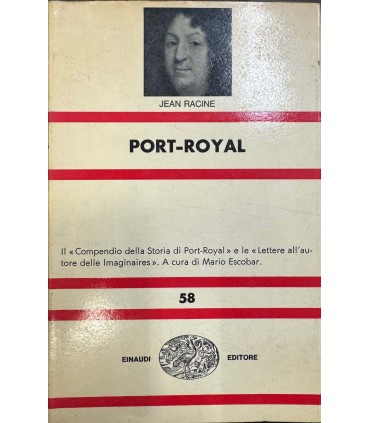 JEAN RACINE
PORT-ROYAL
Il « Compendio della Storia di Port-Royal » e le « Lettere all'au-
tore delle Imaginaires ». A cura di Mario Escobar.
58
EINAUDI EDITORE